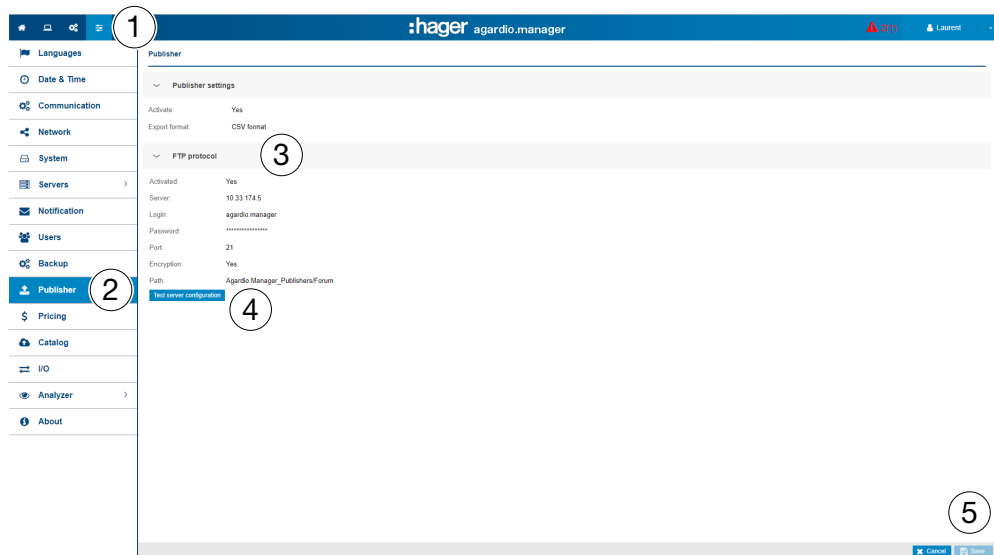 1
:hager agardio.manager
Laurent
Languages
Date & Time
Communication
Network
System
Servers
Notification
Users
Backup
Publisher
2
Pricing
Catalog
I/O
Analyzer
About
Publisher
Publisher settings
Activate: Yes
Export format: CSV format
3
FTP protocol
Activated: Yes
Server: 10.33.174.5
Login: agardio.manager
Password: ***************
Port: 21
Encryption: Yes
Path: Agardio.Manager_Publishers/Forum
Test server configuration
4
5
Cancel
Save